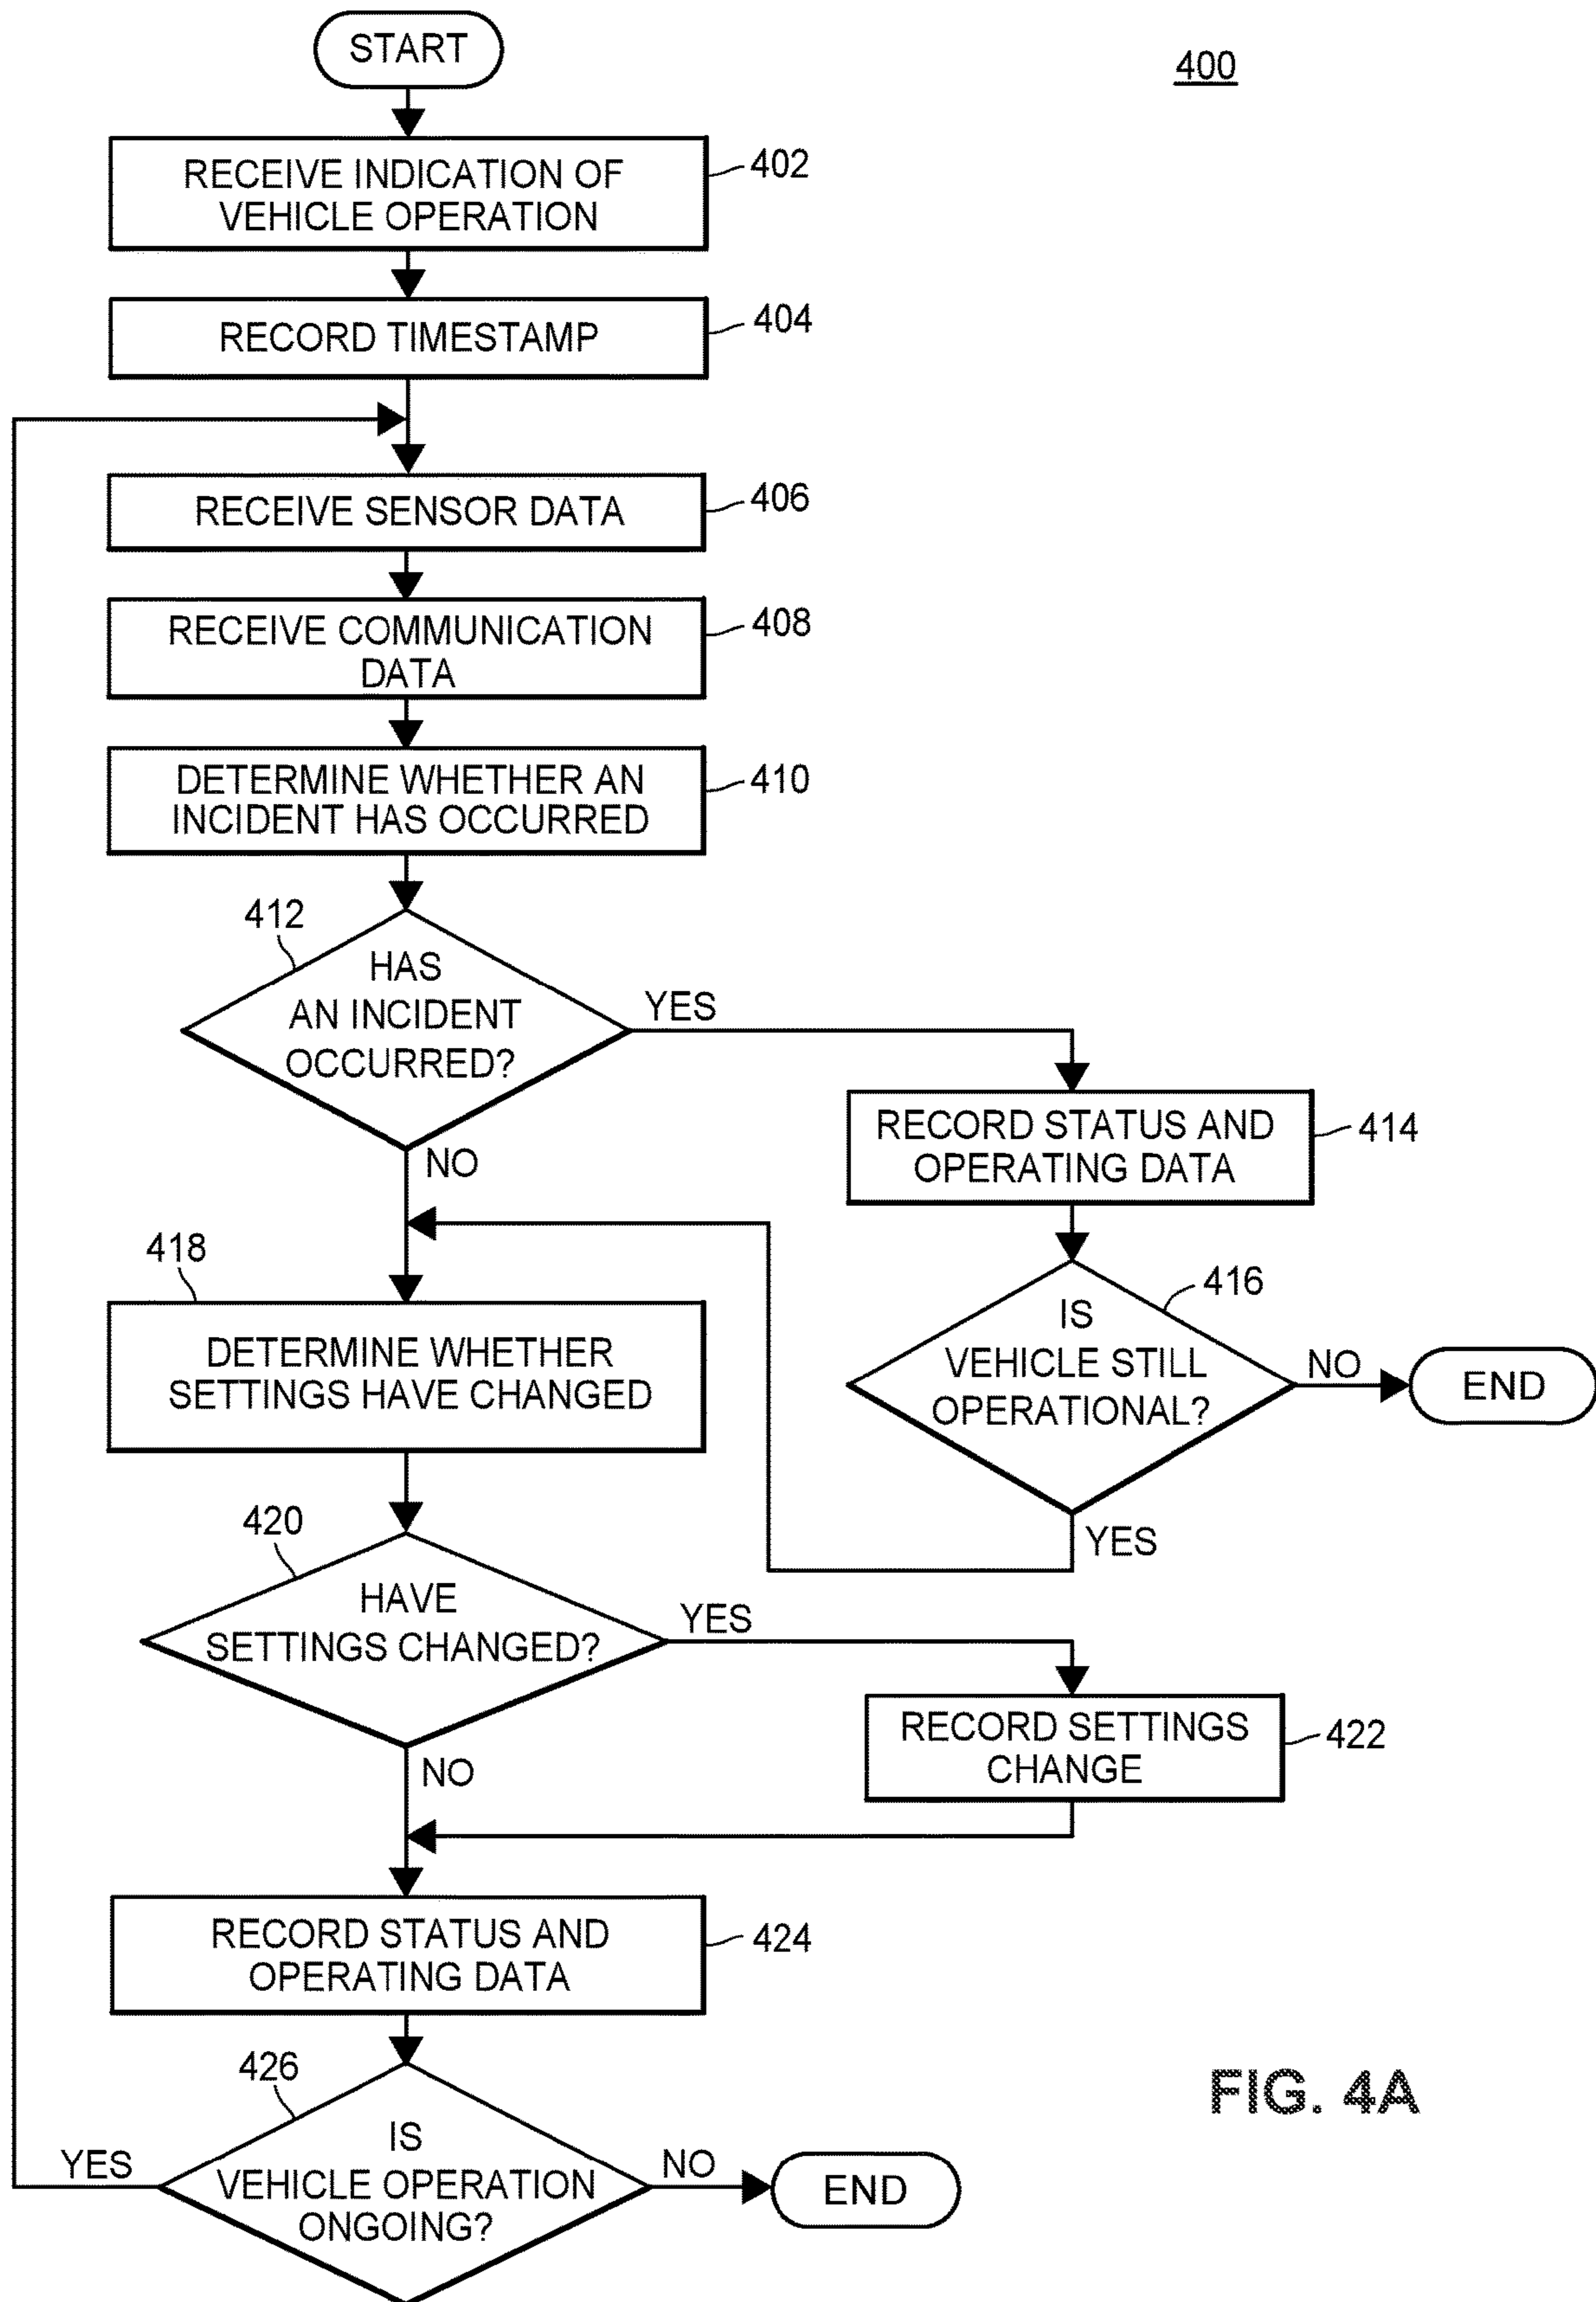 START
400
RECEIVE INDICATION OF
VEHICLE OPERATION
402
RECORD TIMESTAMP
404
RECEIVE SENSOR DATA
406
RECEIVE COMMUNICATION
DATA
408
DETERMINE WHETHER AN
INCIDENT HAS OCCURRED
410
412
HAS
AN INCIDENT
OCCURRED?
YES
NO
RECORD STATUS AND
OPERATING DATA
414
416
IS
VEHICLE STILL
OPERATIONAL?
NO
END
YES
418
DETERMINE WHETHER
SETTINGS HAVE CHANGED
420
HAVE
SETTINGS CHANGED?
YES
NO
RECORD SETTINGS
CHANGE
422
RECORD STATUS AND
OPERATING DATA
424
426
IS
VEHICLE OPERATION
ONGOING?
YES
NO
END
FIG. 4A